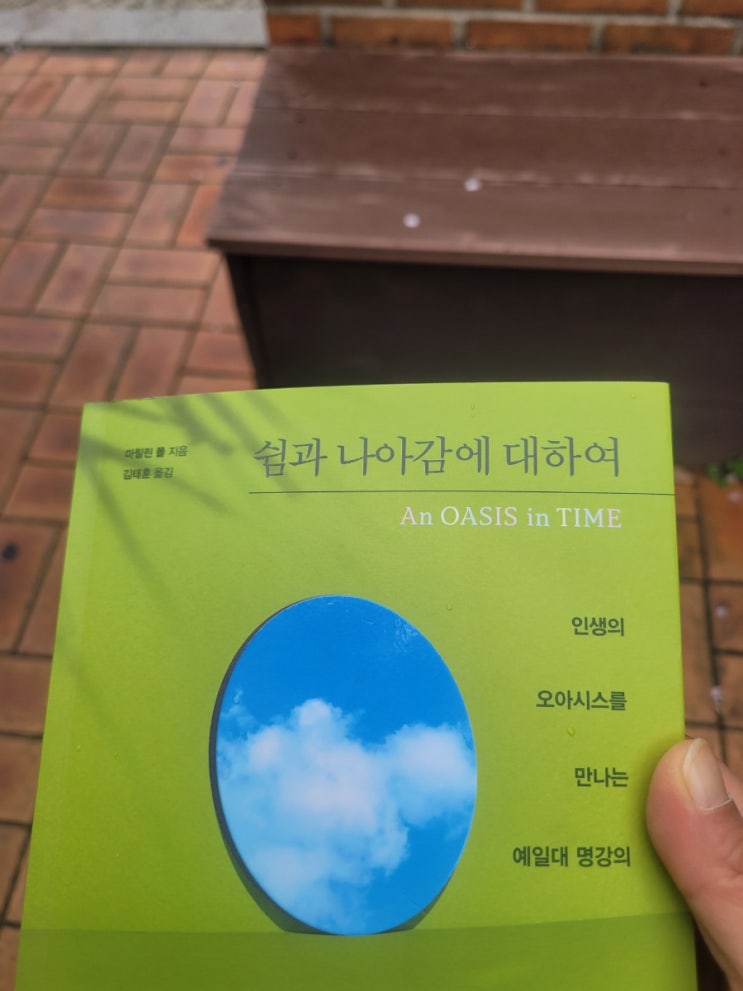 마릴린 폴 지음
김태훈 옮김
쉼과 나아감에 대하여
An OASIS in TIME
인생의
오아시스를
만나는
예일대 명강의